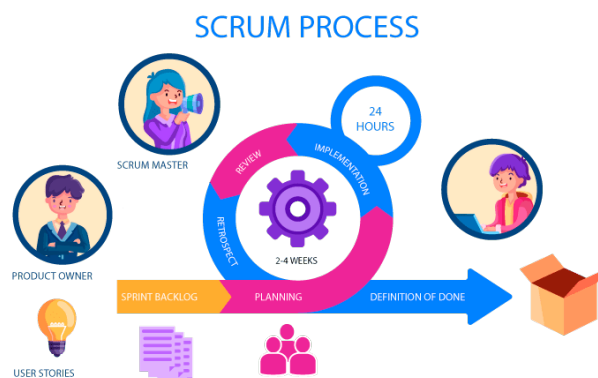 SCRUM PROCESS
24
HOURS
SCRUM MASTER
REVIEW
IMPLEMENTATION
RETROSPECT
2-4 WEEKS
PRODUCT OWNER
SPRINT BACKLOG
PLANNING
DEFINITION OF DONE
USER STORIES